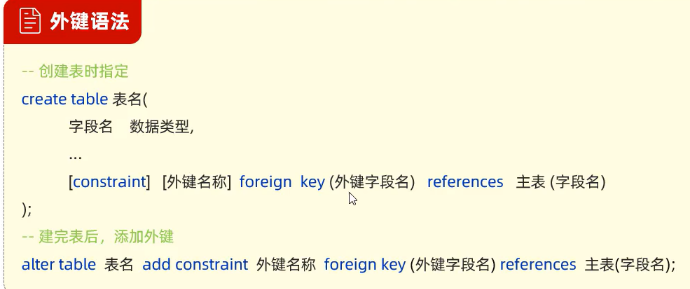 外键语法
-- 创建表时指定
create table 表名(
字段名 数据类型,
...
[constraint] [外键名称] foreign key (外键字段名) references 主表 (字段名)
);
-- 建完表后，添加外键
alter table 表名 add constraint 外键名称 foreign key (外键字段名) references 主表(字段名);